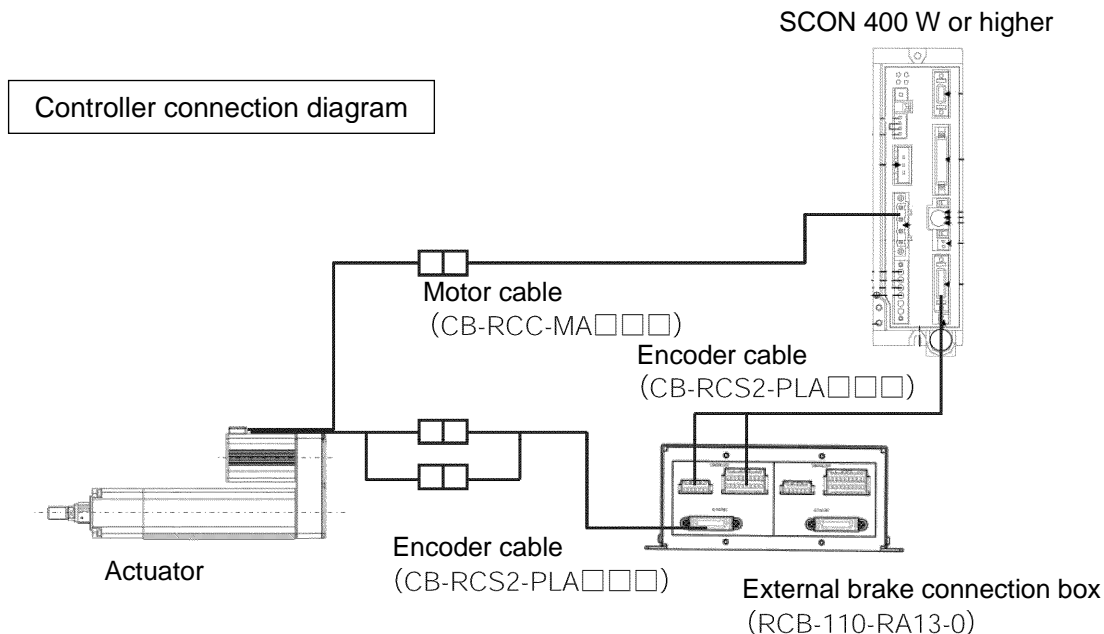 SCON 400 W or higher
Controller connection diagram
Motor cable
(CB-RCC-MA□□□)
Encoder cable
(CB-RCS2-PLA□□□)
Encoder cable
(CB-RCS2-PLA□□□)
Actuator
External brake connection box
(RCB-110-RA13-0)